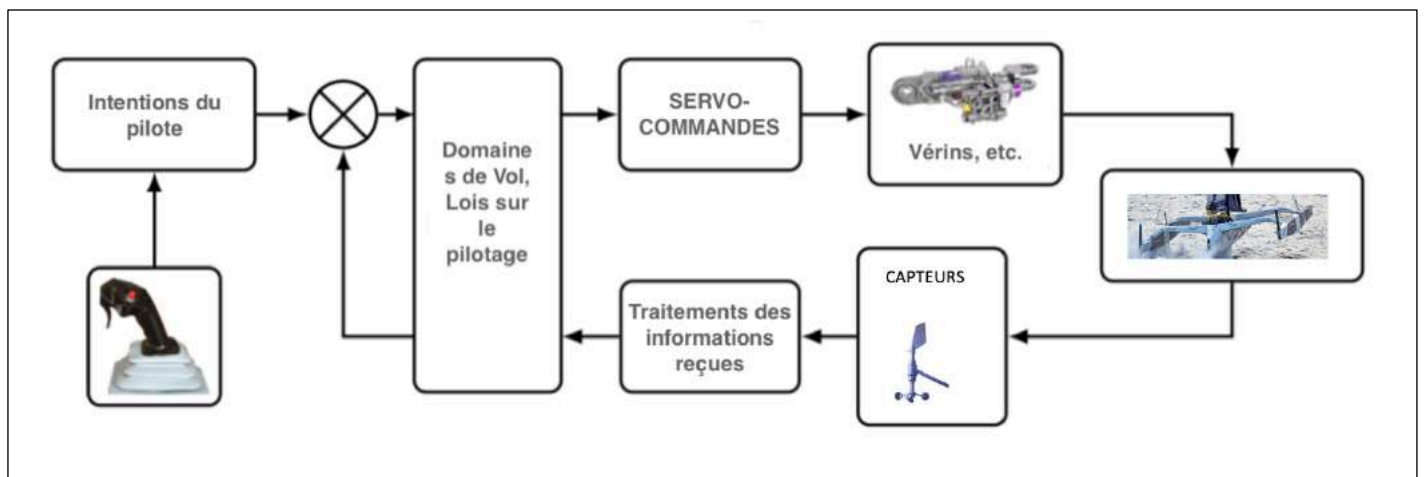 Intentions du
pilote
Domaine
s de Vol,
Lois sur
le
pilotage
SERVO-
COMMANDES
Vérins, etc.
CAPTEURS
Traitements des
informations
reçues